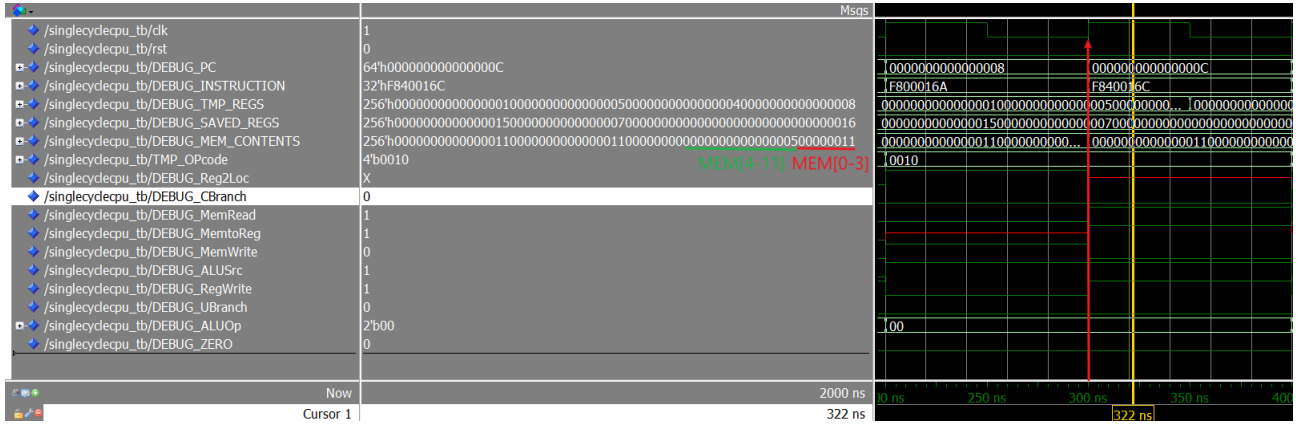 Msgs
/singlecyclecpu_tb/clk 1
/singlecyclecpu_tb/rst 0
/singlecyclecpu_tb/DEBUG_PC 64'h000000000000000C 0000000000000008 000000000000000C
/singlecyclecpu_tb/DEBUG_INSTRUCTION 32'hF840016C F800016A F840016C
/singlecyclecpu_tb/DEBUG_TMP_REGS 256'h0000000000000001000000000000000500000000000000040000000000000008
/singlecyclecpu_tb/DEBUG_SAVED_REGS 256'h0000000000000015000000000000000700000000000000000000000000000016
/singlecyclecpu_tb/DEBUG_MEM_CONTENTS 256'h0000000000000011000000000000001100000000000000000000000500000011
MEM[4-11] MEM[0-3]
/singlecyclecpu_tb/TMP_OPcode 4'b0010 0010
/singlecyclecpu_tb/DEBUG_Reg2Loc X
/singlecyclecpu_tb/DEBUG_CBranch 0
/singlecyclecpu_tb/DEBUG_MemRead 1
/singlecyclecpu_tb/DEBUG_MemtoReg 1
/singlecyclecpu_tb/DEBUG_MemWrite 0
/singlecyclecpu_tb/DEBUG_ALUSrc 1
/singlecyclecpu_tb/DEBUG_RegWrite 1
/singlecyclecpu_tb/DEBUG_UBranch 0
/singlecyclecpu_tb/DEBUG_ALUOp 2'b00 00
/singlecyclecpu_tb/DEBUG_ZERO 0
Now 2000 ns 250 ns 300 ns 350 ns 400
Cursor 1 322 ns 322 ns